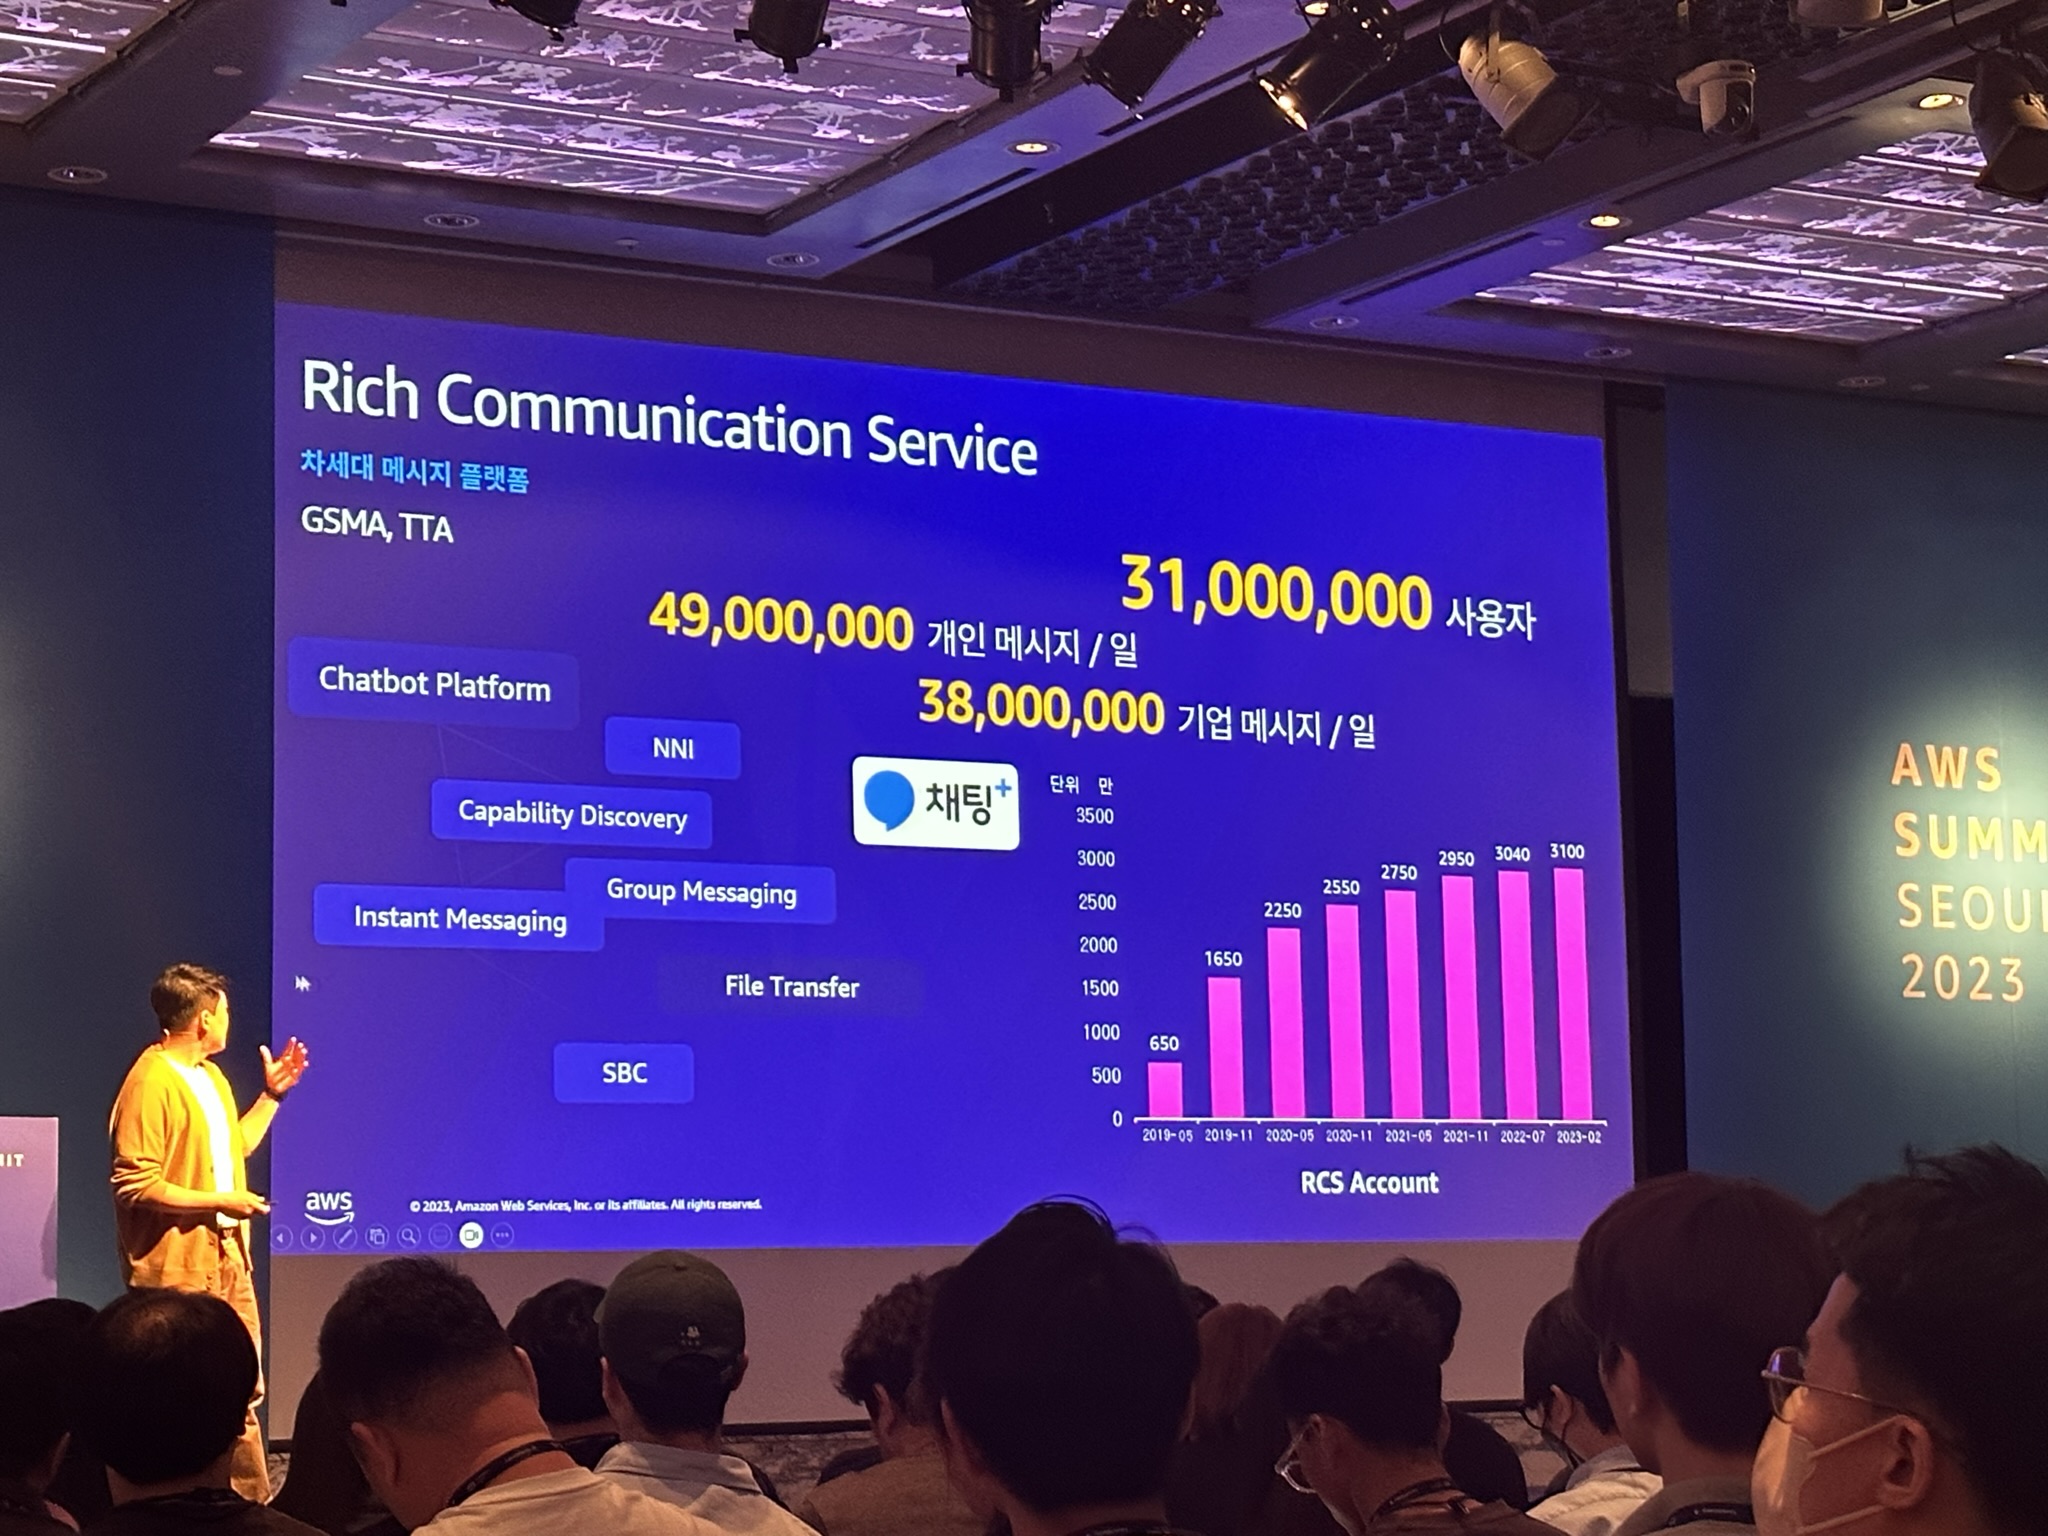 Rich Communication Service
차세대 메시지 플랫폼
GSMA, TTA
31,000,000 사용자
49,000,000 개인 메시지 / 일
38,000,000 기업 메시지 / 일
Chatbot Platform
NNI
Capability Discovery
Group Messaging
Instant Messaging
File Transfer
SBC
채팅+
단위 만
3500
3000
2500
2000
1500
1000
500
0
650
1650
2250
2550
2750
2950
3040
3100
2019-05 2019-11 2020-05 2020-11 2021-05 2021-11 2022-07 2023-02
RCS Account
aws
© 2023, Amazon Web Services, Inc. or its affiliates. All rights reserved.
AWS
SUMM
SEOU
2023